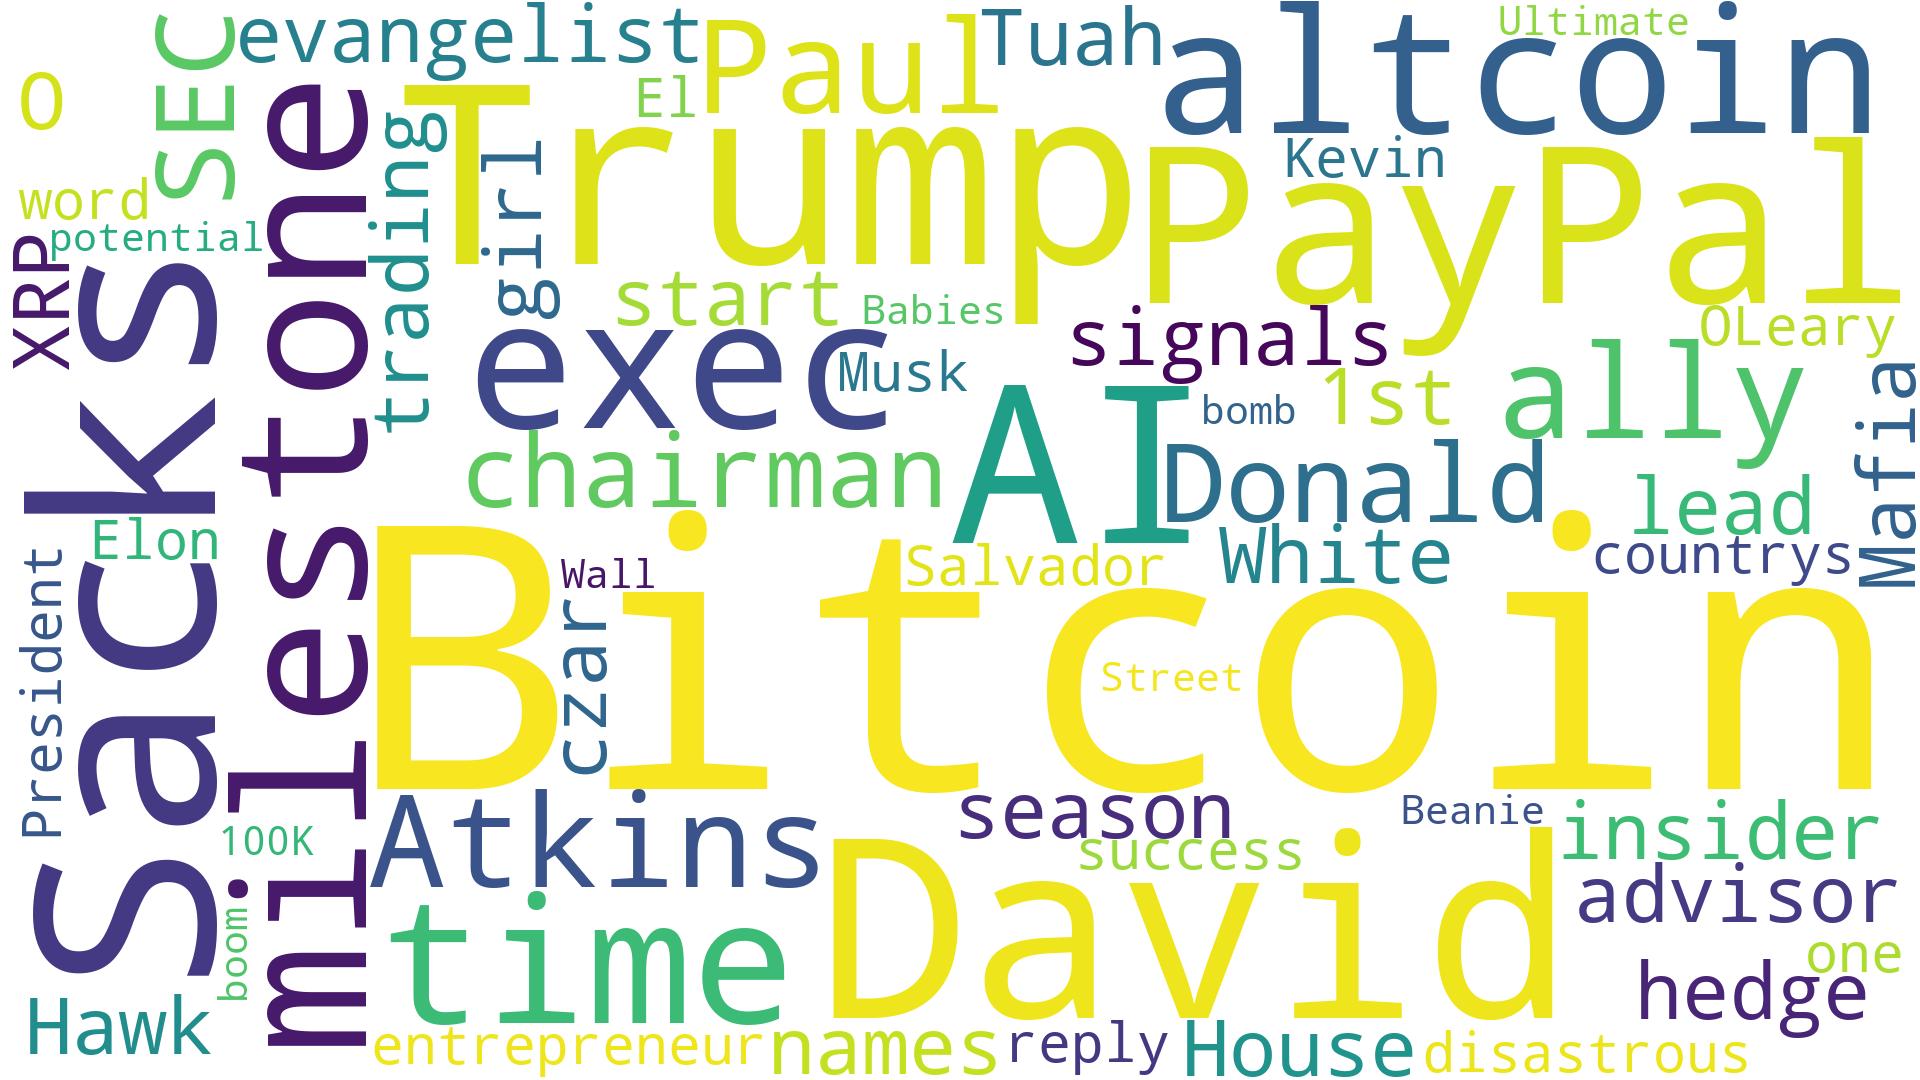 evangelist
Paul
Tuah
altcoin
Ultimate
O
SEC
El
Trump
PayPal
Kevin
word
potential
XRP
milestone
trading
girl
start
Babies
signals
OLeary
Sacks
exec
Musk
AI
bomb
1st
ally
Mafia
chairman
Donald
lead
Elon
President
Wall
Salvador
White
countrys
Bitcoin
czar
Street
100K
Atkins
season
Beanie
insider
success
David
advisor
boom
time
one
hedge
Hawk
entrepreneur
names
reply
House
disastrous